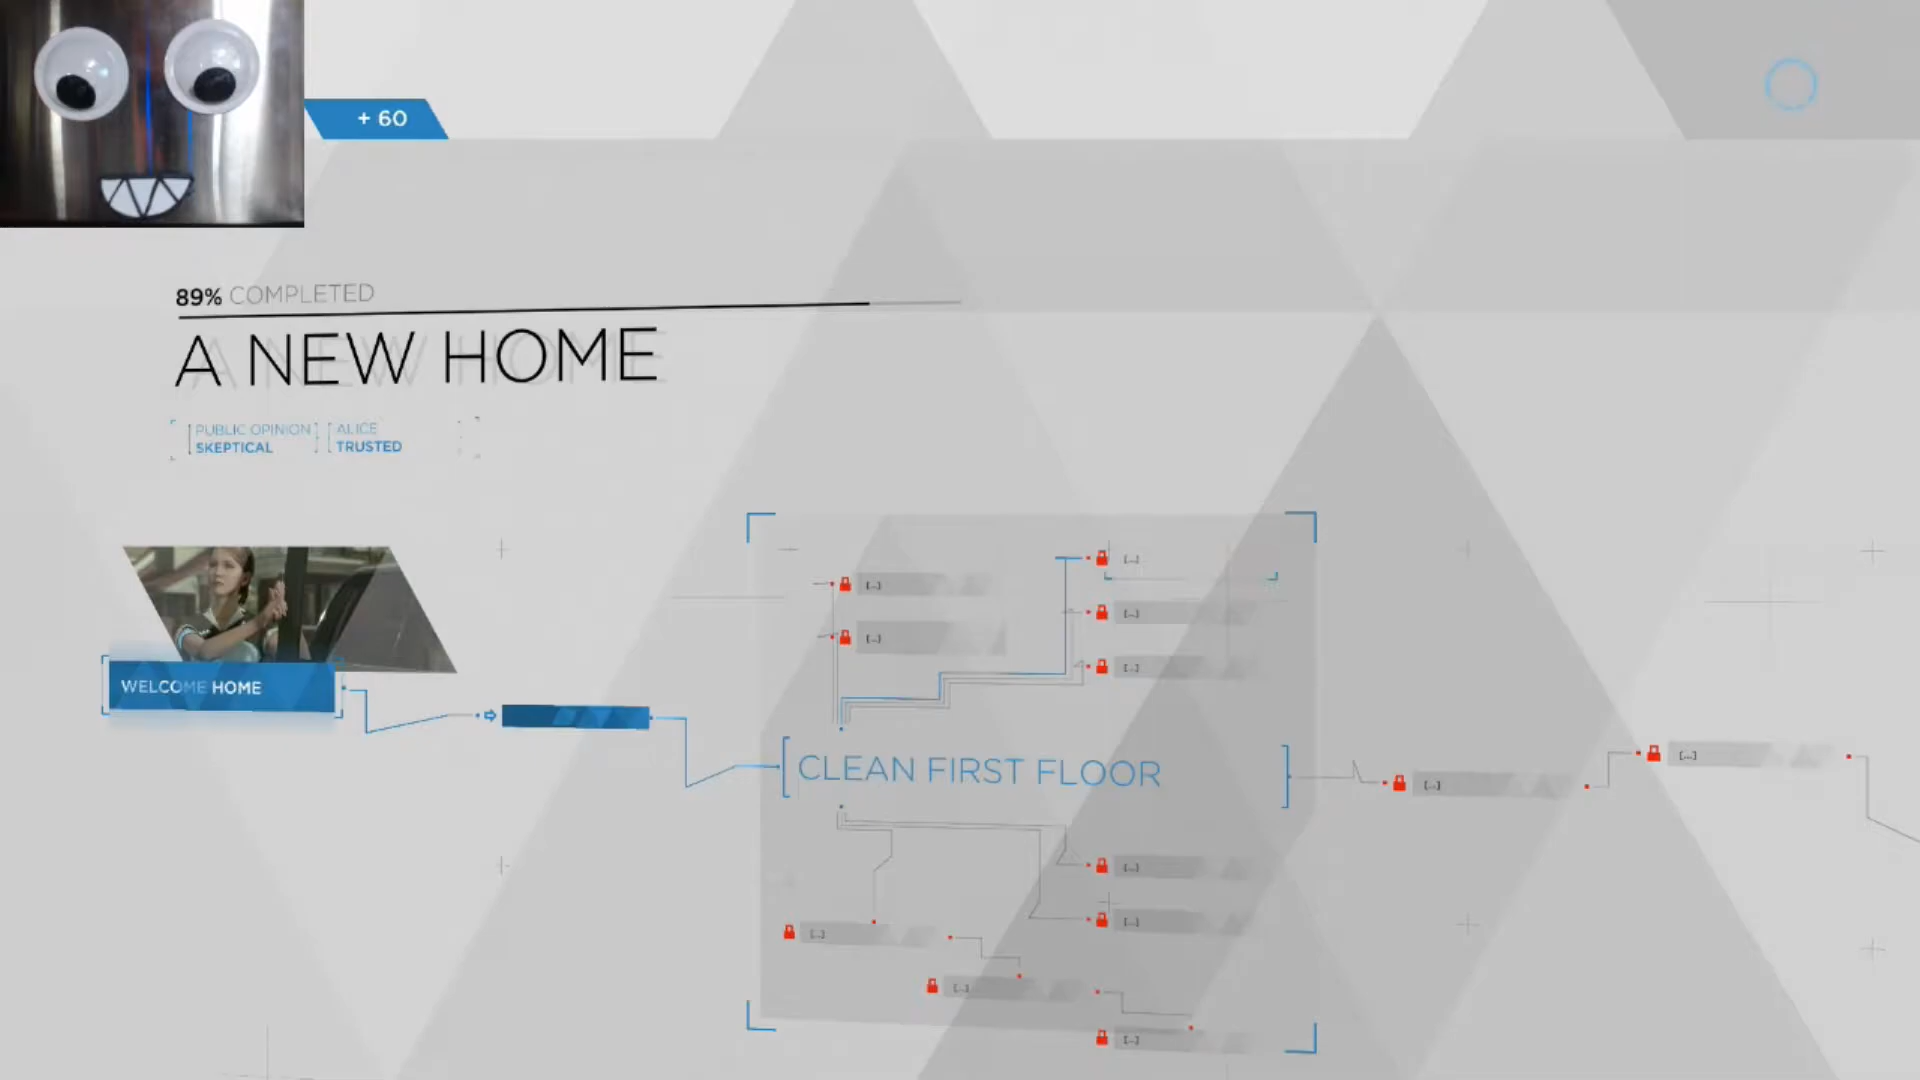 + 60
89% COMPLETED
A NEW HOME
PUBLIC OPINION
SKEPTICAL
ALICE
TRUSTED
WELCOME HOME
CLEAN FIRST FLOOR
[...]
[...]
[...]
[...]
[...]
[...]
[...]
[...]
[...]
[...]
[...]
[...]